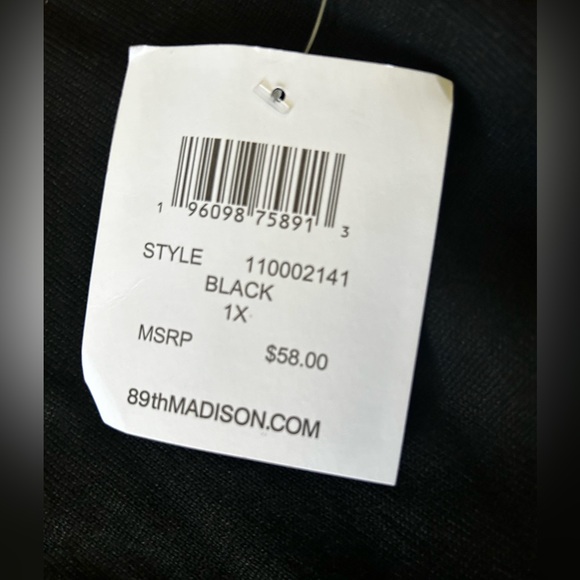 1 96098 75891 3
STYLE 110002141
BLACK
1X
MSRP $58.00
89thMADISON.COM